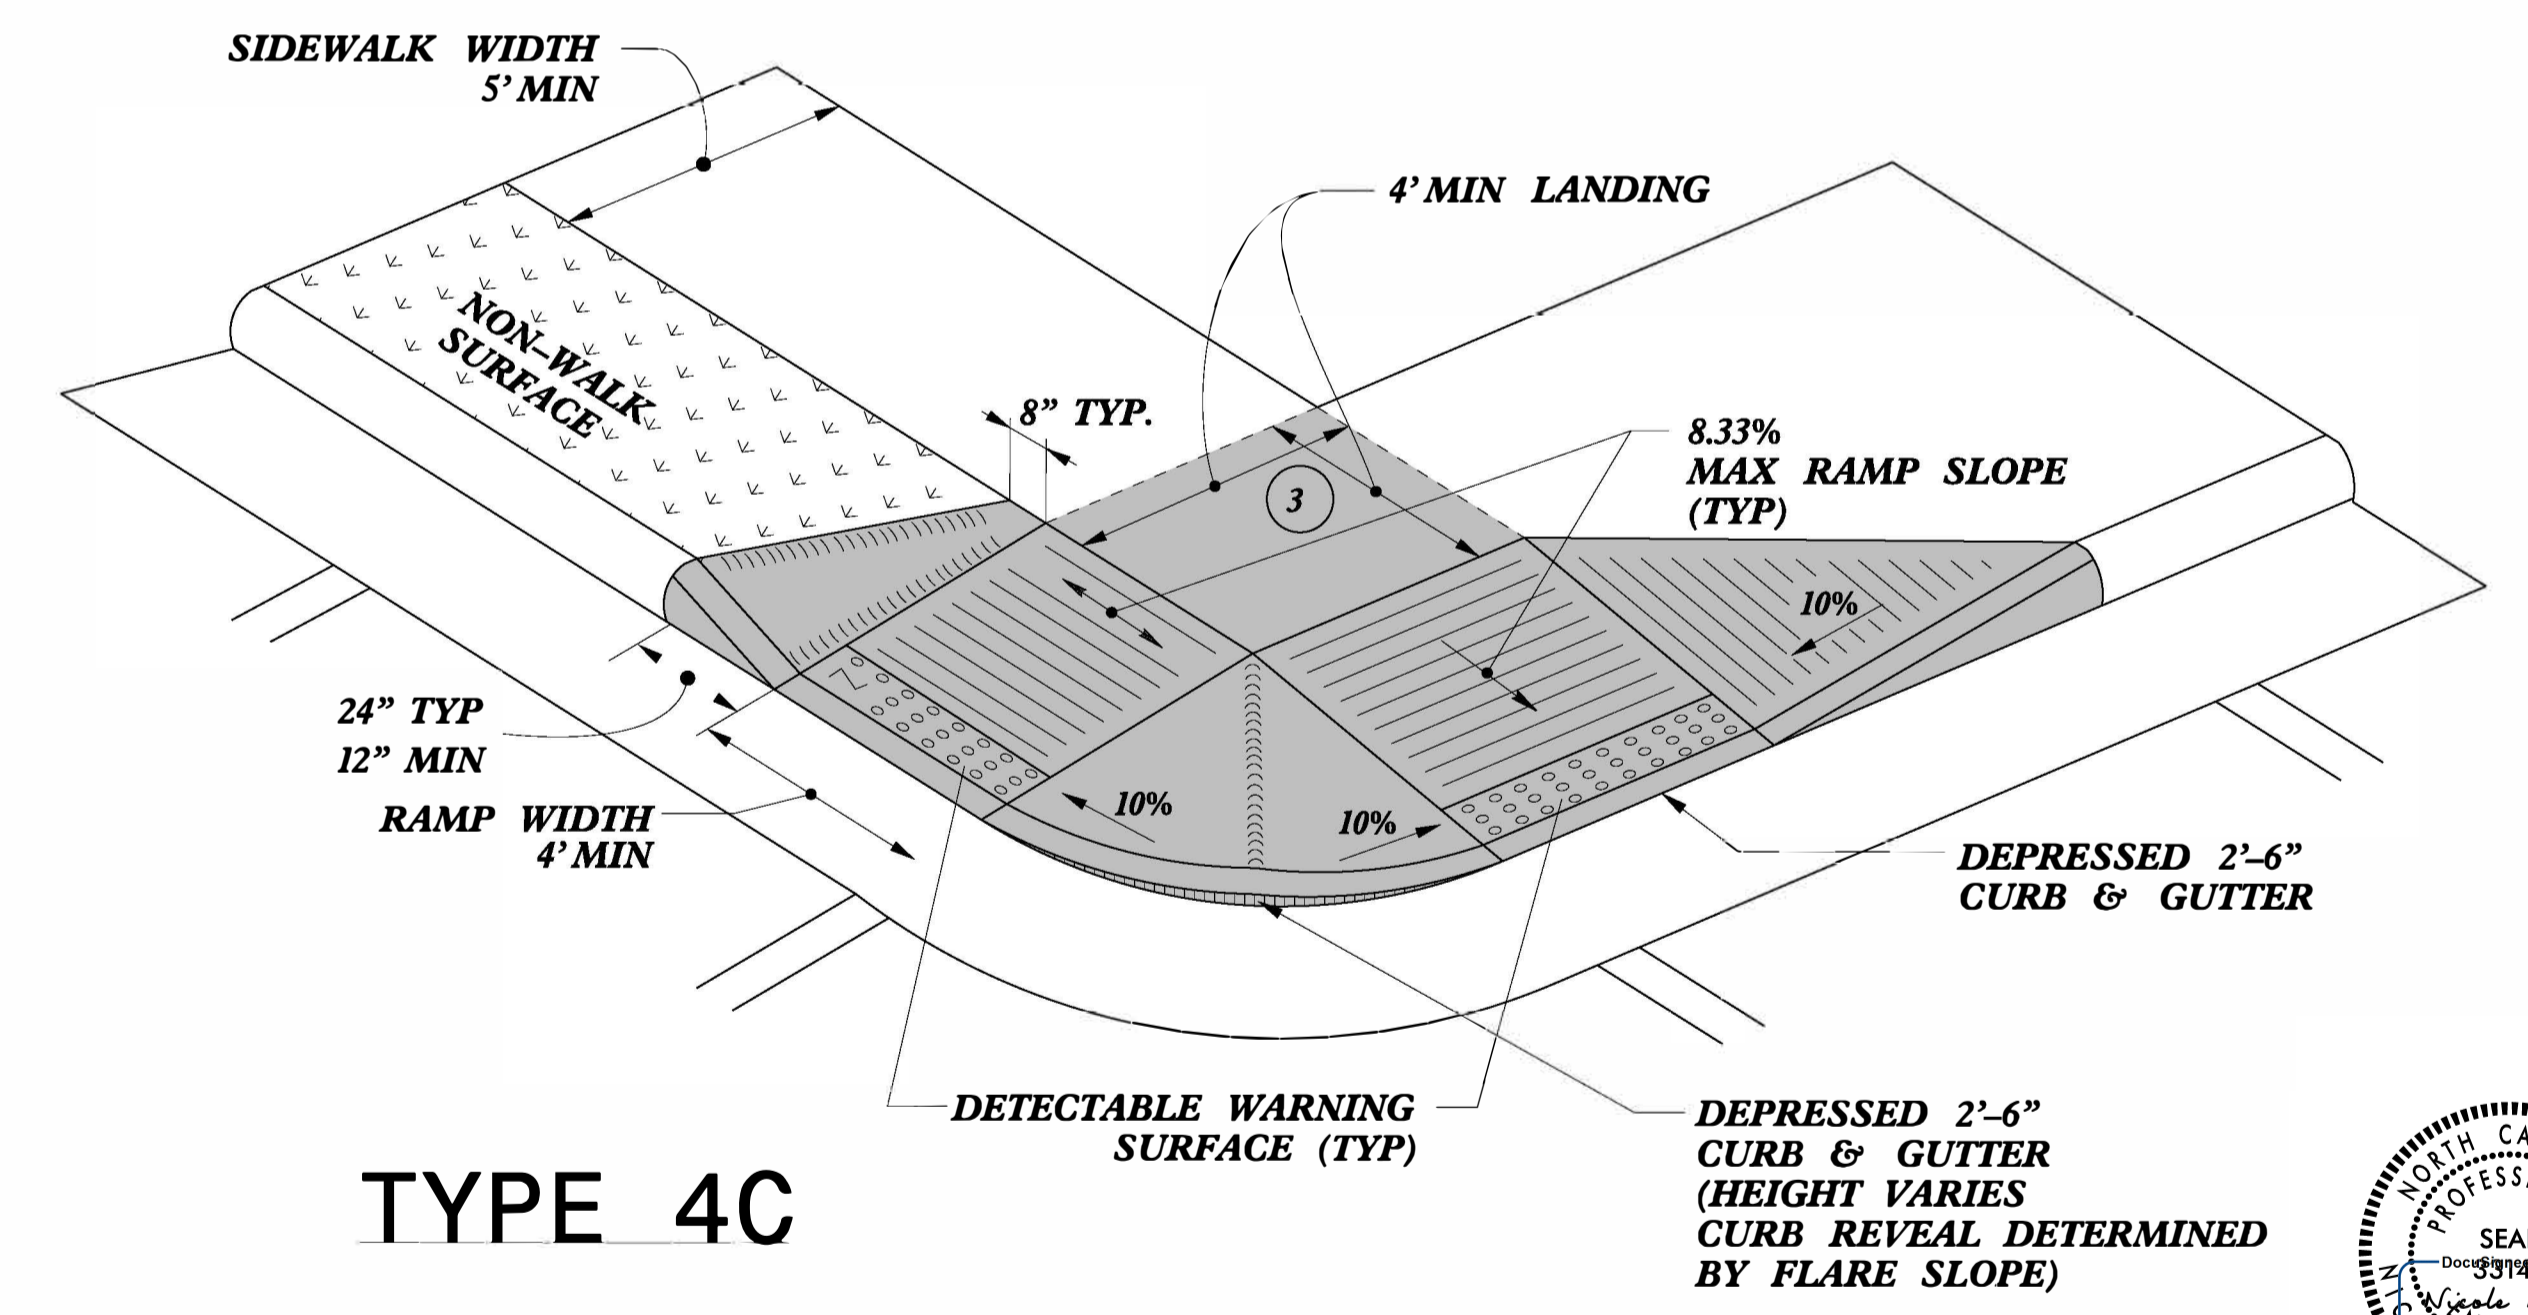 SIDEWALK WIDTH
5' MIN
4' MIN LANDING
NON-WALK
SURFACE
8" TYP.
3
8.33%
MAX RAMP SLOPE
(TYP)
10%
24" TYP
12" MIN
RAMP WIDTH
4' MIN
10%
10%
DEPRESSED 2'-6"
CURB & GUTTER
DETECTABLE WARNING
SURFACE (TYP)
DEPRESSED 2'-6"
CURB & GUTTER
(HEIGHT VARIES
CURB REVEAL DETERMINED
BY FLARE SLOPE)
TYPE 4C
NORTH